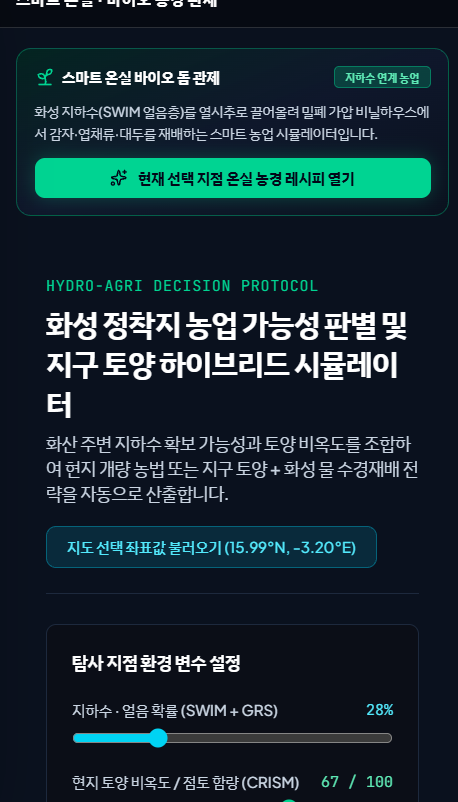 스마트 온실 바이오 돔 관제
지하수 연계 농업
화성 지하수(SWIM 얼음층)를 열시추로 끌어올려 밀폐 가압 비닐하우스에
서 감자·엽채류·대두를 재배하는 스마트 농업 시뮬레이터입니다.
현재 선택 지점 온실 농경 레시피 열기
HYDRO-AGRI DECISION PROTOCOL
화성 정착지 농업 가능성 판별 및
지구 토양 하이브리드 시뮬레이
터
화산 주변 지하수 확보 가능성과 토양 비옥도를 조합하
여 현지 개량 농법 또는 지구 토양 + 화성 물 수경재배 전
략을 자동으로 산출합니다.
지도 선택 좌표값 불러오기 (15.99°N, -3.20°E)
탐사 지점 환경 변수 설정
지하수 · 얼음 확률 (SWIM + GRS)
28%
현지 토양 비옥도 / 점토 함량 (CRISM)
67 / 100